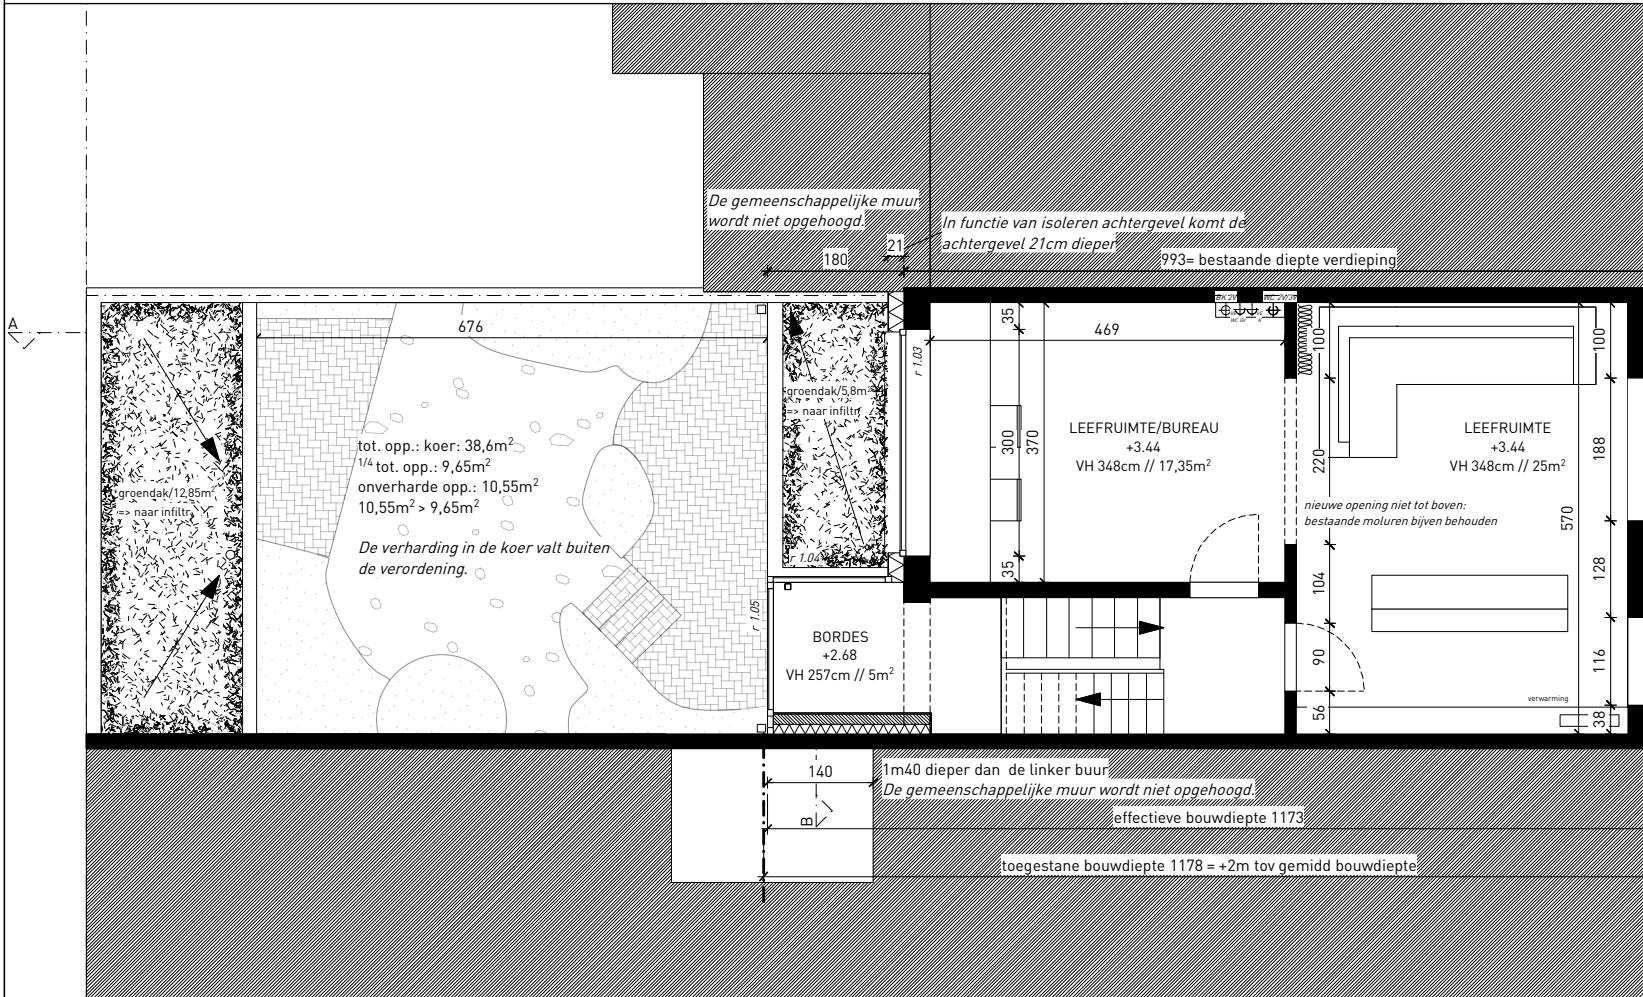 De gemeenschappelijke muur
wordt niet opgehoogd.
In functie van isoleren achtergevel komt de
achtergevel 21cm dieper
21
180
993= bestaande diepte verdieping
A
676
35
469
BK 2V
WC 2V/3V
100
100
r 1.03
groendak/5,8m²
=> naar infiltr.
tot. opp.: koer: 38,6m²
1/4 tot. opp.: 9,65m²
onverharde opp.: 10,55m²
10,55m² > 9,65m²
300
370
LEEFRUIMTE/BUREAU
+3.44
VH 348cm // 17,35m²
220
LEEFRUIMTE
+3.44
VH 348cm // 25m²
188
groendak/12,85m²
=> naar infiltr.
nieuwe opening niet tot boven:
bestaande moluren bijven behouden
570
De verharding in de koer valt buiten
de verordening.
r 1.04
35
104
128
r 1.05
BORDES
+2.68
VH 257cm // 5m²
90
116
verwarming
56
38
140
1m40 dieper dan de linker buur
De gemeenschappelijke muur wordt niet opgehoogd.
B
effectieve bouwdiepte 1173
toegestane bouwdiepte 1178 = +2m tov gemidd bouwdiepte